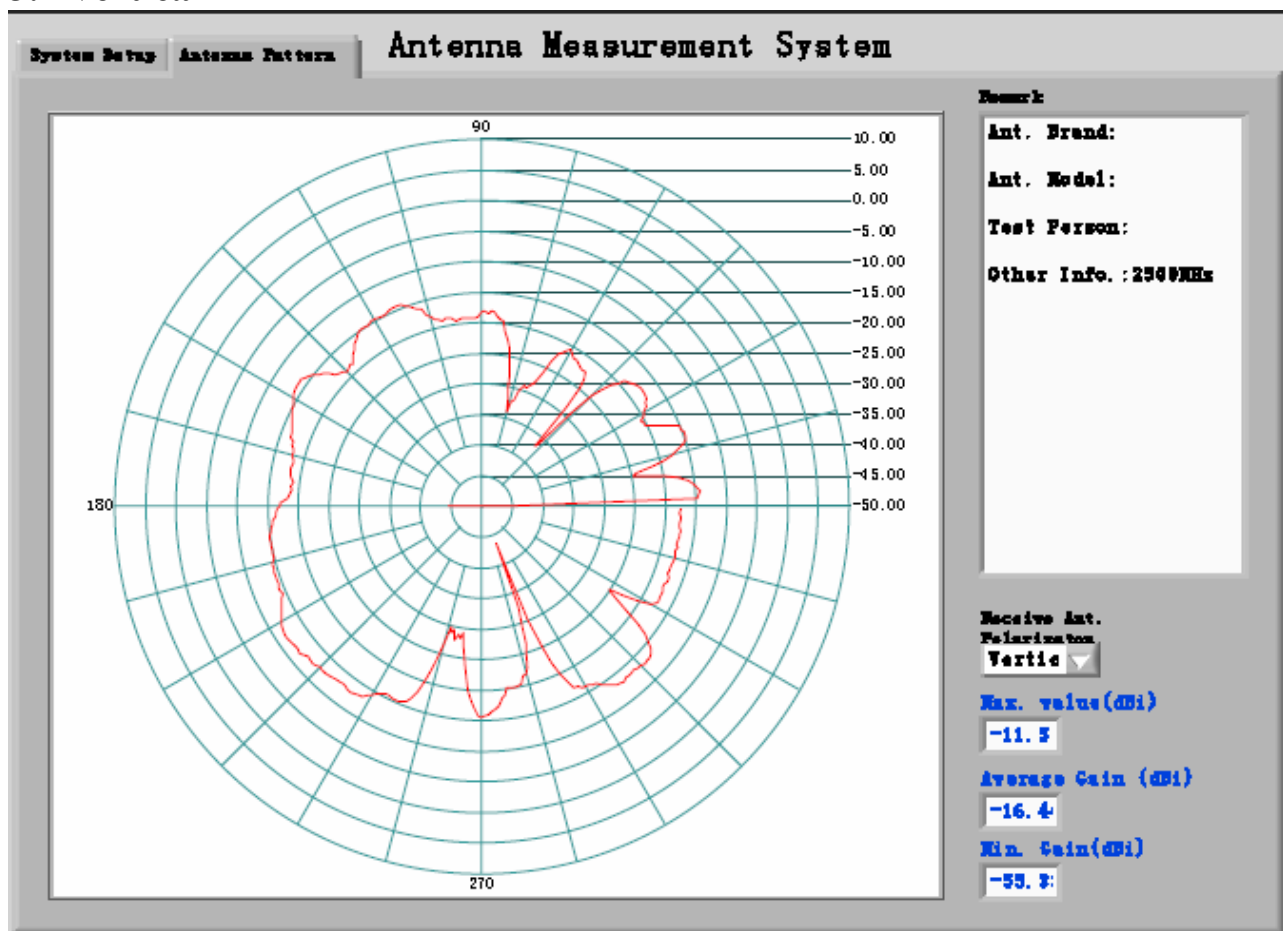 Antenna Measurement System
System Setup
Antenna Pattern
90
10.00
5.00
0.00
-5.00
-10.00
-15.00
-20.00
-25.00
-30.00
-35.00
-40.00
-45.00
-50.00
180
270
Remark
Ant. Brand:
Ant. Model:
Test Person:
Other Info.:
Receive Ant.
Vertic
Max. value(dBi)
-11.5
Average Gain (dBi)
-16.4
Min. Gain(dBi)